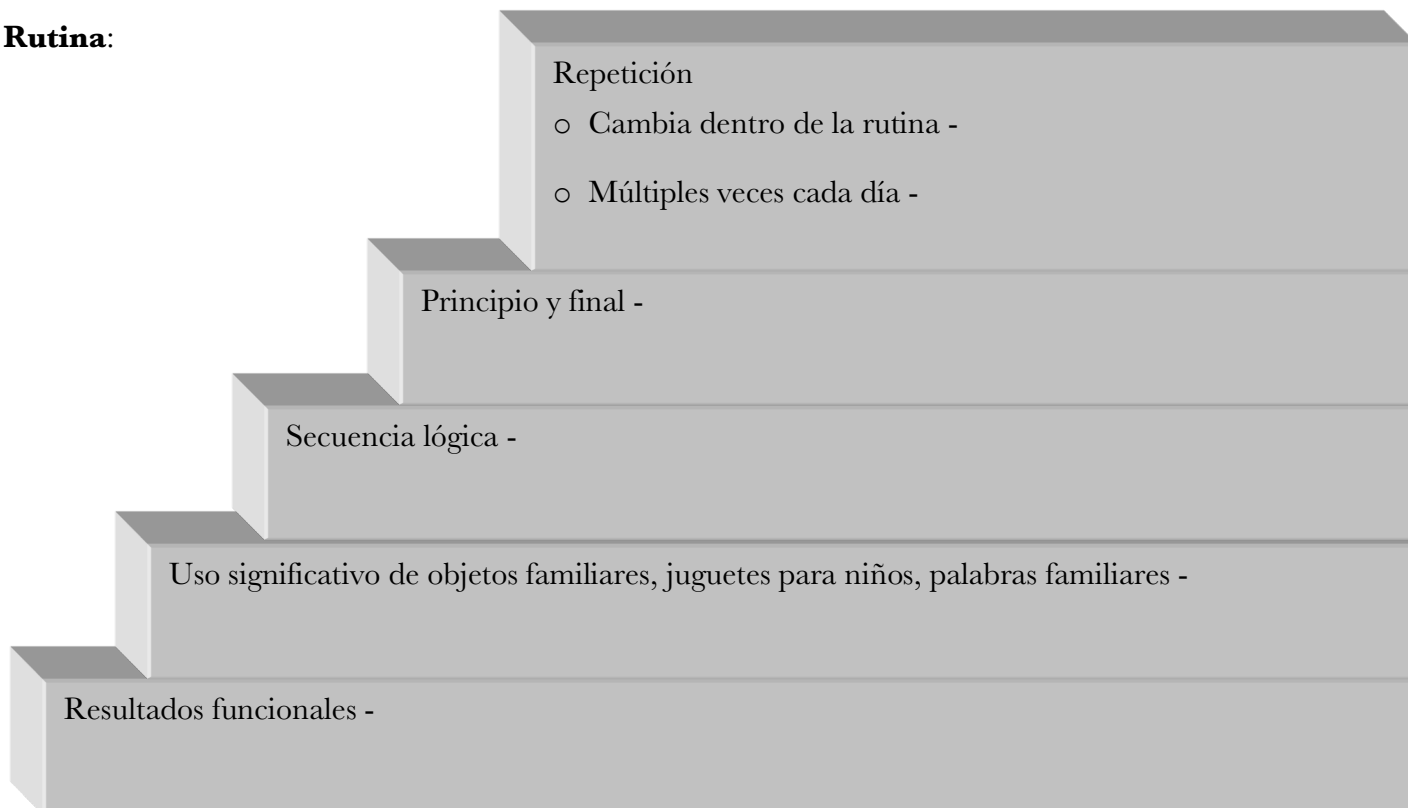 Rutina:
Repetición
o Cambia dentro de la rutina -
o Múltiples veces cada día -
Principio y final -
Secuencia lógica -
Uso significativo de objetos familiares, juguetes para niños, palabras familiares -
Resultados funcionales -